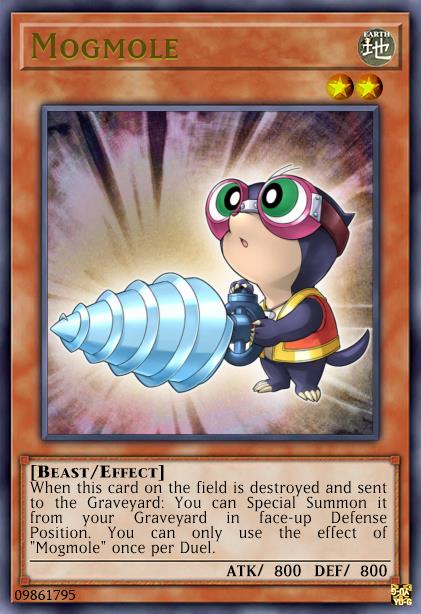 MOGMOLE
EARTH
地
[BEAST/EFFECT]
When this card on the field is destroyed and sent
to the Graveyard: You can Special Summon it
from your Graveyard in face-up Defense
Position. You can only use the effect of
"Mogmole" once per Duel.
ATK/ 800 DEF/ 800
09861795